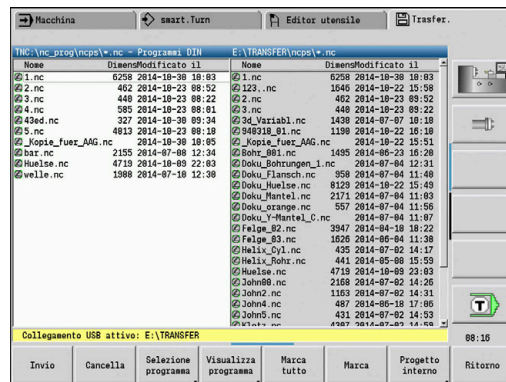 Macchina
smart.Turn
Editor utensile
Trasfer.
TNC:\nc_prog\ncps\*.nc - Programmi DIN
Nome DimensModificato il
1.nc 6258 2014-10-30 10:03
2.nc 462 2014-10-23 08:52
3.nc 440 2014-10-23 08:22
4.nc 585 2014-10-23 08:01
43ed.nc 327 2014-10-30 09:34
5.nc 4813 2014-10-23 08:18
_Kopie_fuer_AAG.nc 2014-10-30 10:05
bar.nc 2155 2014-07-08 12:34
Huelse.nc 4719 2014-10-09 22:03
welle.nc 1988 2014-07-10 12:30
E:\TRANSFER\ncps\*.nc
Nome DimensModificato il
1.nc 6258 2014-10-30 10:03
123..nc 1646 2014-10-22 15:58
2.nc 462 2014-10-23 09:52
3.nc 440 2014-10-23 09:22
3d_Variabl.nc 1430 2014-07-07 10:18
940318_01.nc 1190 2014-10-22 16:10
_Kopie_fuer_AAG.nc 2014-10-22 15:51
Bohr_001.nc 1495 2014-06-23 16:20
Doku_Bohrungen_1.nc 2014-07-04 12:31
Doku_Flansch.nc 950 2014-07-04 11:40
Doku_Huelse.nc 8129 2014-10-22 15:49
Doku_Mantel.nc 2171 2014-07-04 11:03
Doku_orange.nc 557 2014-07-04 11:56
Doku_Y-Mantel_C.nc 2014-07-04 11:07
Felge_02.nc 3947 2014-04-10 18:22
Felge_03.nc 1626 2014-06-04 11:38
Helix_Cyl.nc 435 2014-07-02 14:17
Helix_Rohr.nc 441 2014-05-08 15:59
Huelse.nc 4719 2014-10-09 23:03
John00.nc 2168 2014-07-02 14:26
John2.nc 1163 2014-07-02 14:31
John4.nc 487 2014-06-18 17:06
John5.nc 431 2014-07-02 14:53
Klotz.nc 4307 2014-07-02 14:59
Collegamento USB attivo: E:\TRANSFER
T
08:16
Invio
Cancella
Selezione programma
Visualizza programma
Marca tutto
Marca
Progetto interno
Ritorno